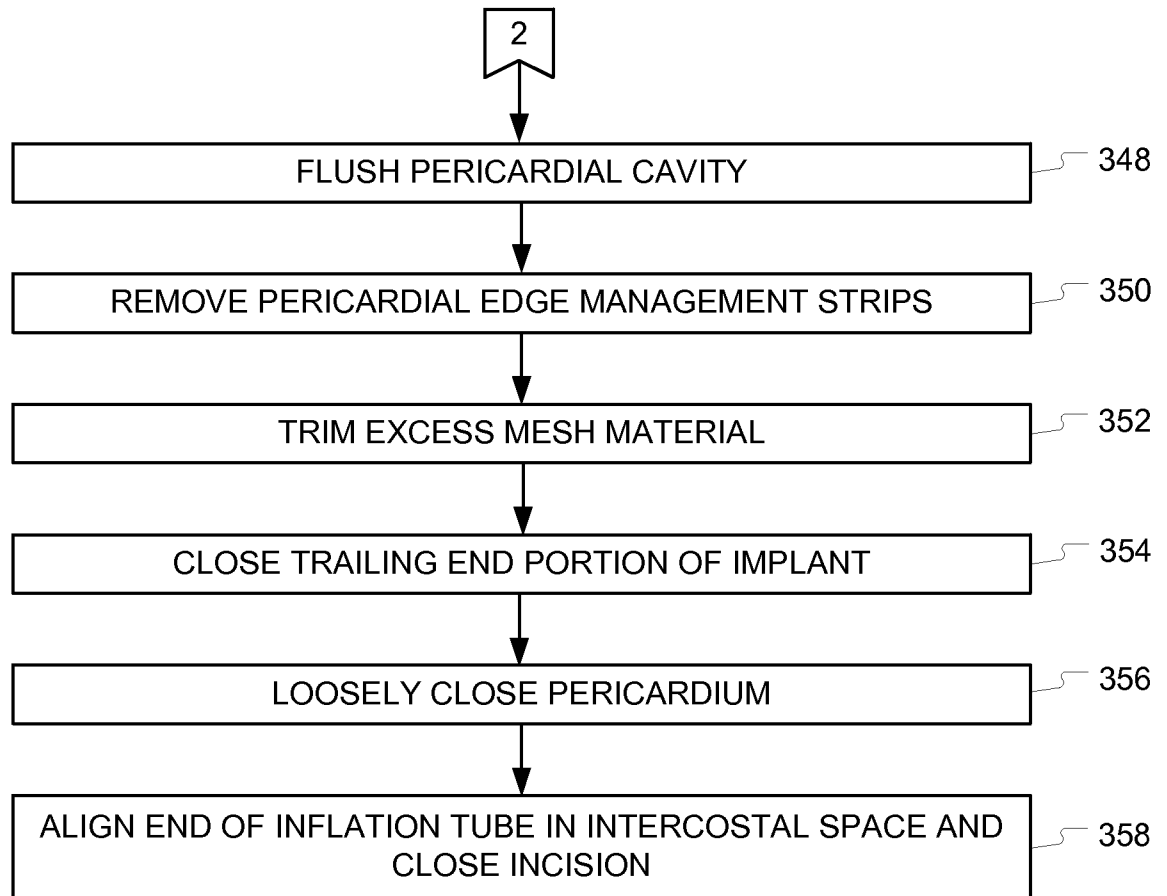 2
FLUSH PERICARDIAL CAVITY
348
REMOVE PERICARDIAL EDGE MANAGEMENT STRIPS
350
TRIM EXCESS MESH MATERIAL
352
CLOSE TRAILING END PORTION OF IMPLANT
354
LOOSELY CLOSE PERICARDIUM
356
ALIGN END OF INFLATION TUBE IN INTERCOSTAL SPACE AND
CLOSE INCISION
358